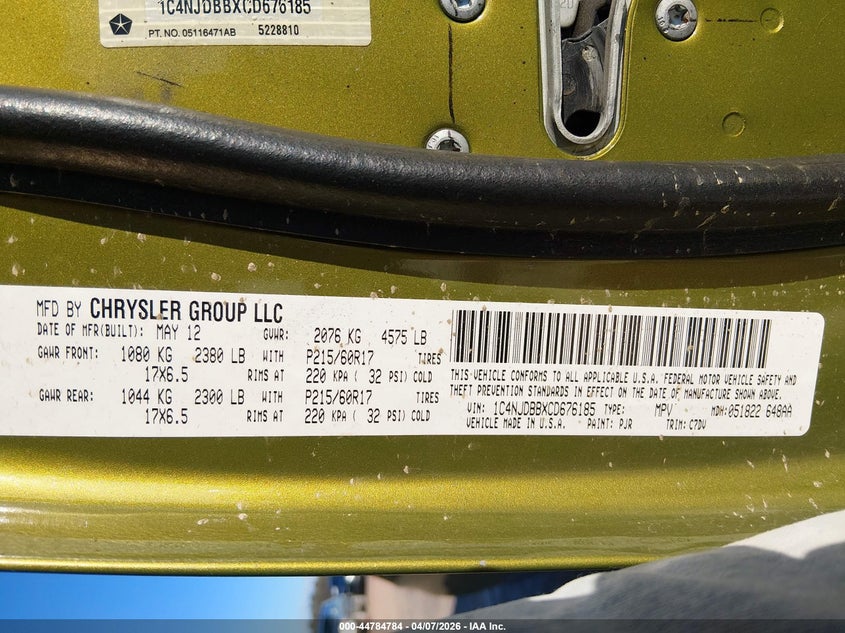 1C4NJDBBXCD676185
PT. NO. 05116471AB 5228810
MFD BY CHRYSLER GROUP LLC
DATE OF MFR(BUILT): MAY 12 GVWR: 2076 KG 4575 LB
GAWR FRONT: 1080 KG 2380 LB WITH P215/60R17 TIRES
17X6.5 RIMS AT 220 KPA ( 32 PSI) COLD
GAWR REAR: 1044 KG 2300 LB WITH P215/60R17 TIRES
17X6.5 RIMS AT 220 KPA ( 32 PSI) COLD
THIS VEHICLE CONFORMS TO ALL APPLICABLE U.S.A. FEDERAL MOTOR VEHICLE SAFETY AND
THEFT PREVENTION STANDARDS IN EFFECT ON THE DATE OF MANUFACTURE SHOWN ABOVE.
VIN: 1C4NJDBBXCD676185 TYPE: MPV MDH: 051822 648AA
VEHICLE MADE IN U.S.A. PAINT: PJR TRIM: C7DV
000-44784784 - 04/07/2026 - IAA Inc.